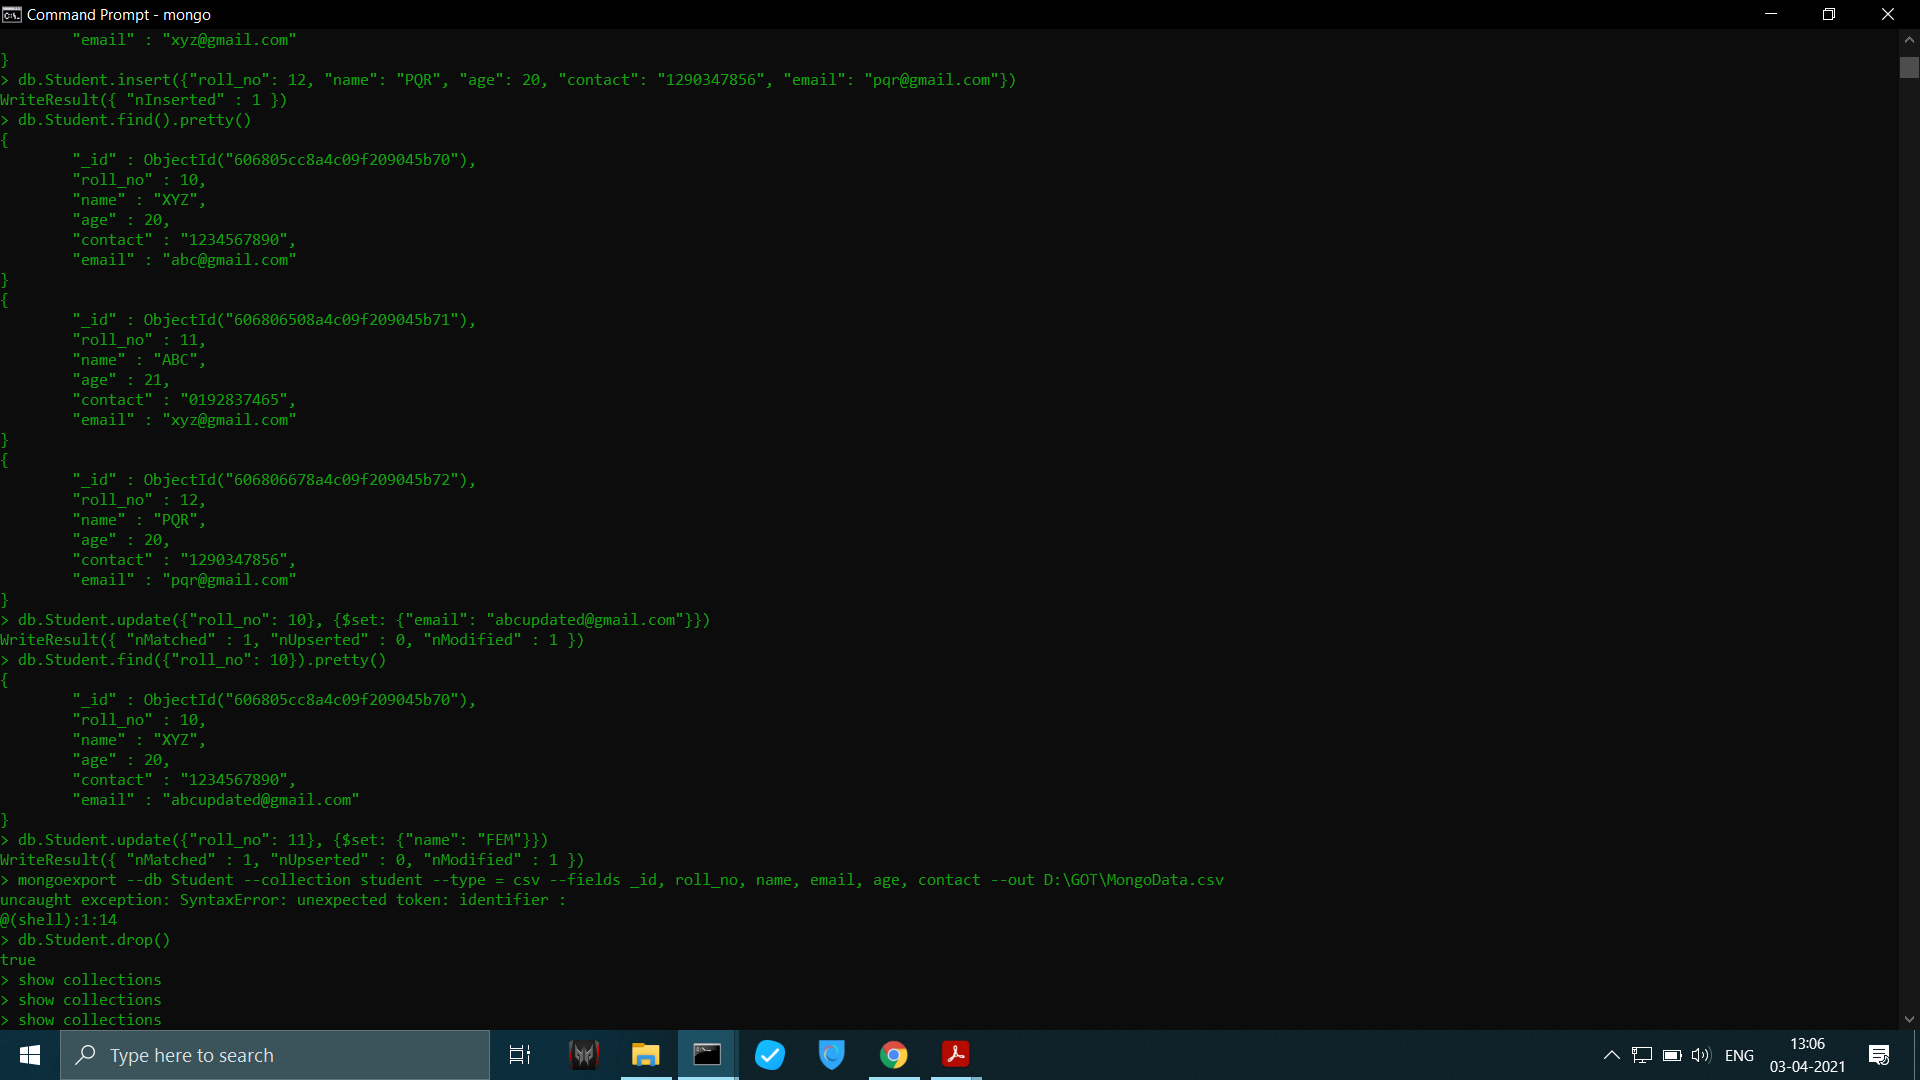 Command Prompt - mongo
        "email" : "xyz@gmail.com"
}
> db.Student.insert({"roll_no": 12, "name": "PQR", "age": 20, "contact": "1290347856", "email": "pqr@gmail.com"})
WriteResult({ "nInserted" : 1 })
> db.Student.find().pretty()
{
        "_id" : ObjectId("606805cc8a4c09f209045b70"),
        "roll_no" : 10,
        "name" : "XYZ",
        "age" : 20,
        "contact" : "1234567890",
        "email" : "abc@gmail.com"
}
{
        "_id" : ObjectId("606806508a4c09f209045b71"),
        "roll_no" : 11,
        "name" : "ABC",
        "age" : 21,
        "contact" : "0192837465",
        "email" : "xyz@gmail.com"
}
{
        "_id" : ObjectId("606806678a4c09f209045b72"),
        "roll_no" : 12,
        "name" : "PQR",
        "age" : 20,
        "contact" : "1290347856",
        "email" : "pqr@gmail.com"
}
> db.Student.update({"roll_no": 10}, {$set: {"email": "abcupdated@gmail.com"}})
WriteResult({ "nMatched" : 1, "nUpserted" : 0, "nModified" : 1 })
> db.Student.find({"roll_no": 10}).pretty()
{
        "_id" : ObjectId("606805cc8a4c09f209045b70"),
        "roll_no" : 10,
        "name" : "XYZ",
        "age" : 20,
        "contact" : "1234567890",
        "email" : "abcupdated@gmail.com"
}
> db.Student.update({"roll_no": 11}, {$set: {"name": "FEM"}})
WriteResult({ "nMatched" : 1, "nUpserted" : 0, "nModified" : 1 })
> mongoexport --db Student --collection student --type = csv --fields _id, roll_no, name, email, age, contact --out D:\GOT\MongoData.csv
uncaught exception: SyntaxError: unexpected token: identifier :
@(shell):1:14
> db.Student.drop()
true
> show collections
> show collections
> show collections
Type here to search
ENG
13:06
03-04-2021